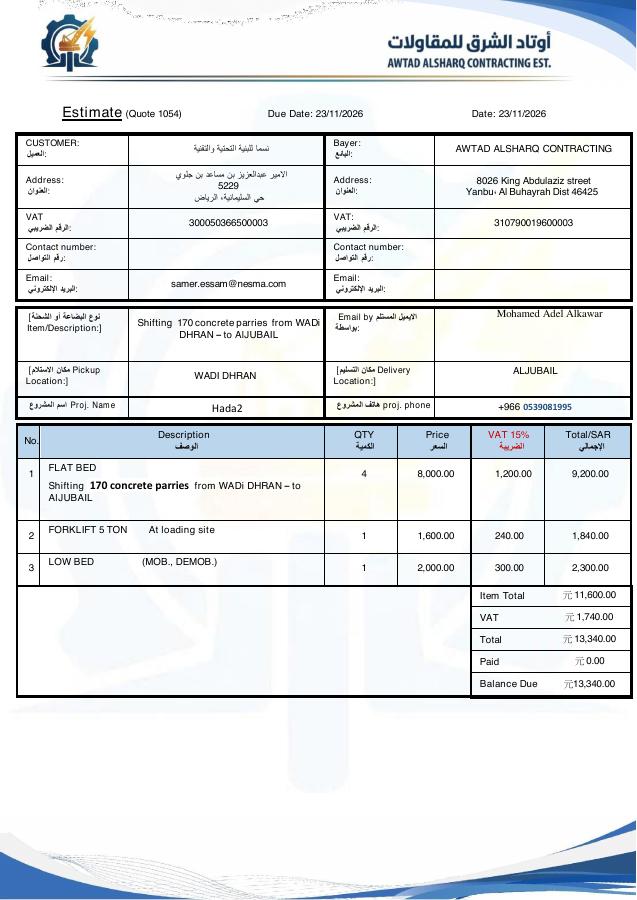 أوتاد الشرق للمقاولات
AWTAD ALSHARQ CONTRACTING EST.
Estimate (Quote 1054) Due Date: 23/11/2026 Date: 23/11/2026
CUSTOMER:
العميل:
نسما للبنية التحتية والتقنية
Bayer:
البائع:
AWTAD ALSHARQ CONTRACTING
Address:
العنوان:
الامير عبدالعزيز بن مساعد بن جلوي
5229
حي السليمانية، الرياض
Address:
العنوان:
8026 King Abdulaziz street
Yanbu، Al Buhayrah Dist 46425
VAT
الرقم الضريبي:
300050366500003
VAT:
الرقم الضريبي:
310790019600003
Contact number:
رقم التواصل:
Contact number:
رقم التواصل:
Email:
البريد الإلكتروني:
samer.essam@nesma.com
Email:
البريد الإلكتروني:
[نوع البضاعة أو الشحنة
Item/Description:]
Shifting 170 concrete parries from WADi
DHRAN – to AlJUBAIL
Email by الايميل المستلم
بواسطة:
Mohamed Adel Alkawar
[مكان الاستلام Pickup
Location:]
WADI DHRAN
[مكان التسليم Delivery
Location:]
ALJUBAIL
اسم المشروع Proj. Name
Hada2
هاتف المشروع proj. phone
+966 0539081995
No. Description QTY Price VAT 15% Total/SAR
الوصف الكمية السعر الضريبة الإجمالي
1 FLAT BED 4 8,000.00 1,200.00 9,200.00
Shifting 170 concrete parries from WADi DHRAN – to
AlJUBAIL
2 FORKLIFT 5 TON At loading site 1 1,600.00 240.00 1,840.00
3 LOW BED (MOB., DEMOB.) 1 2,000.00 300.00 2,300.00
Item Total 元 11,600.00
VAT 元 1,740.00
Total 元 13,340.00
Paid 元 0.00
Balance Due 元13,340.00